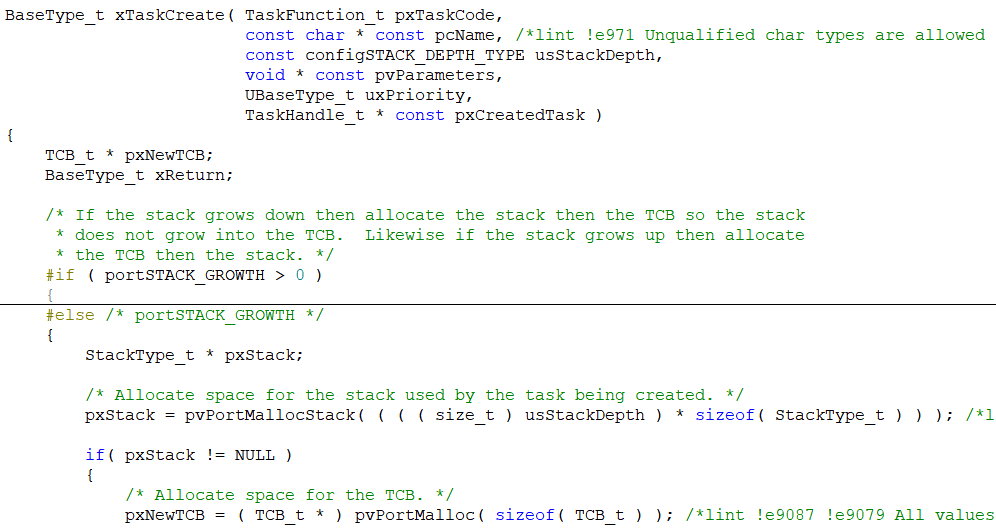 BaseType_t xTaskCreate( TaskFunction_t pxTaskCode,
const char * const pcName, /*lint !e971 Unqualified char types are allowed
const configSTACK_DEPTH_TYPE usStackDepth,
void * const pvParameters,
UBaseType_t uxPriority,
TaskHandle_t * const pxCreatedTask )
{
TCB_t * pxNewTCB;
BaseType_t xReturn;
/* If the stack grows down then allocate the stack then the TCB so the stack
* does not grow into the TCB.  Likewise if the stack grows up then allocate
* the TCB then the stack. */
#if ( portSTACK_GROWTH > 0 )
{
#else /* portSTACK_GROWTH */
{
StackType_t * pxStack;
/* Allocate space for the stack used by the task being created. */
pxStack = pvPortMallocStack( ( ( ( size_t ) usStackDepth ) * sizeof( StackType_t ) ) ); /*l
if( pxStack != NULL )
{
/* Allocate space for the TCB. */
pxNewTCB = ( TCB_t * ) pvPortMalloc( sizeof( TCB_t ) ); /*lint !e9087 !e9079 All values